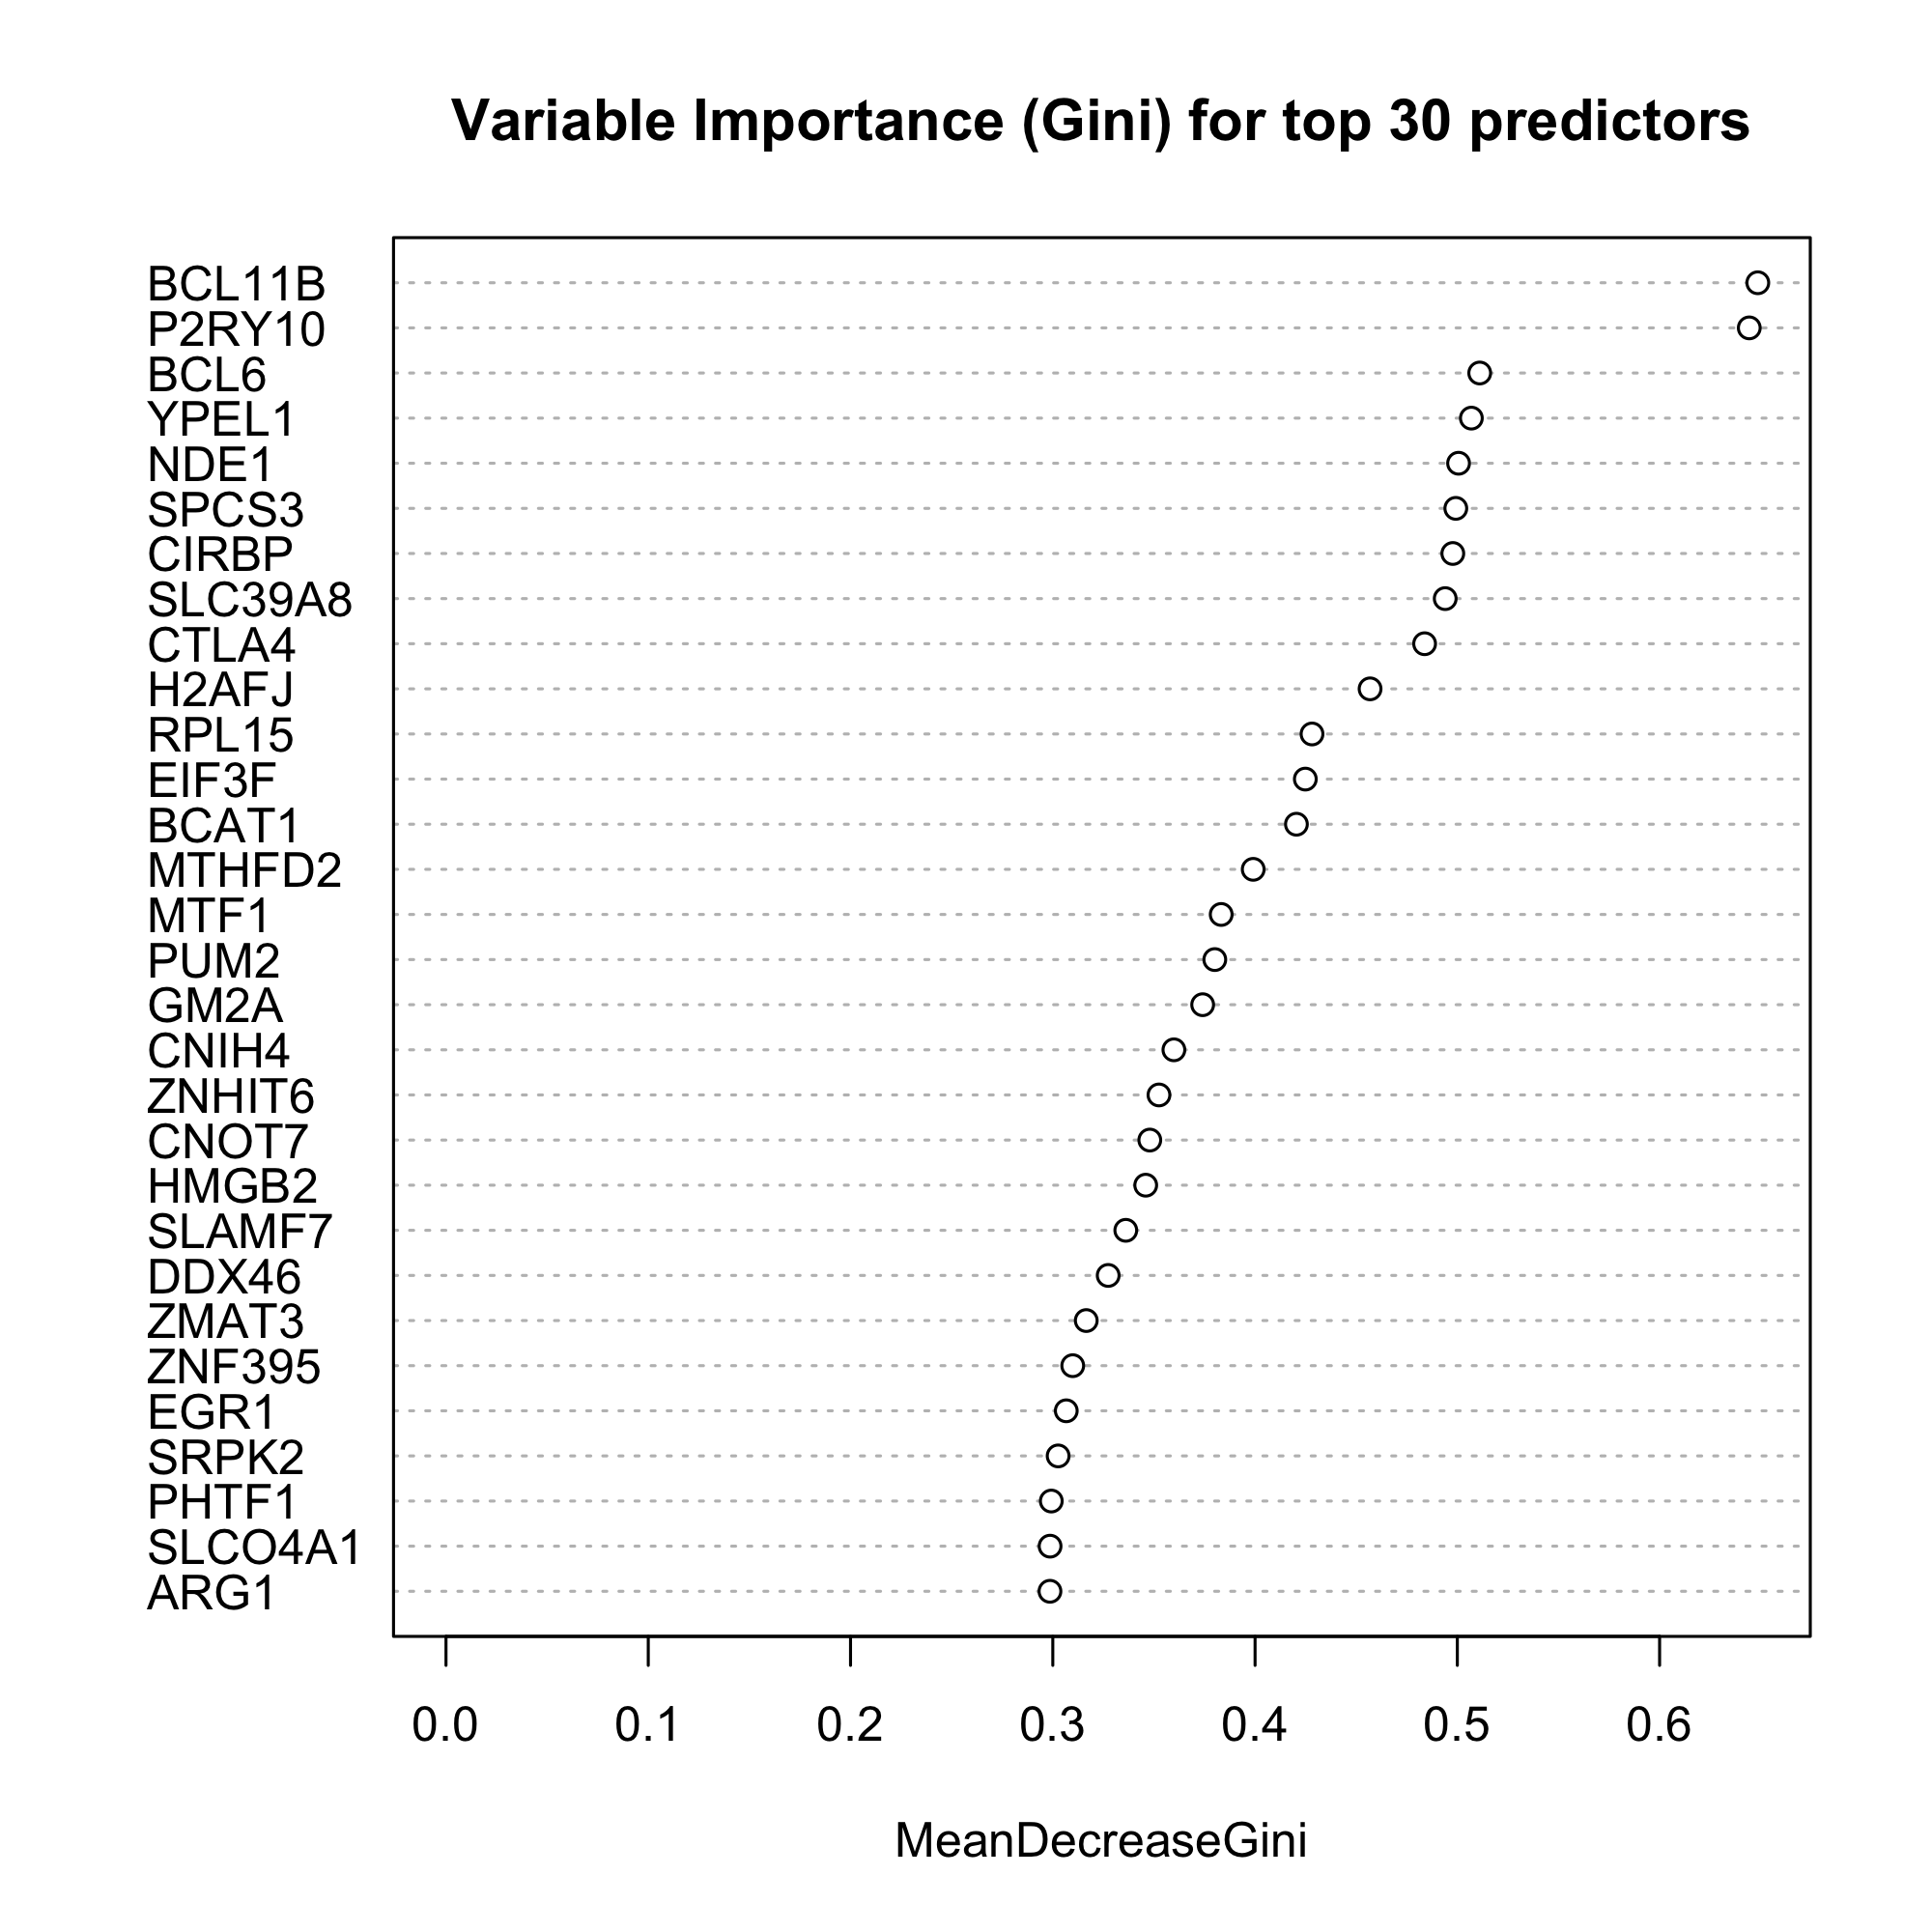 Variable Importance (Gini) for top 30 predictors
BCL11B
P2RY10
BCL6
YPEL1
NDE1
SPCS3
CIRBP
SLC39A8
CTLA4
H2AFJ
RPL15
EIF3F
BCAT1
MTHFD2
MTF1
PUM2
GM2A
CNIH4
ZNHIT6
CNOT7
HMGB2
SLAMF7
DDX46
ZMAT3
ZNF395
EGR1
SRPK2
PHTF1
SLCO4A1
ARG1
0.0 0.1 0.2 0.3 0.4 0.5 0.6
MeanDecreaseGini